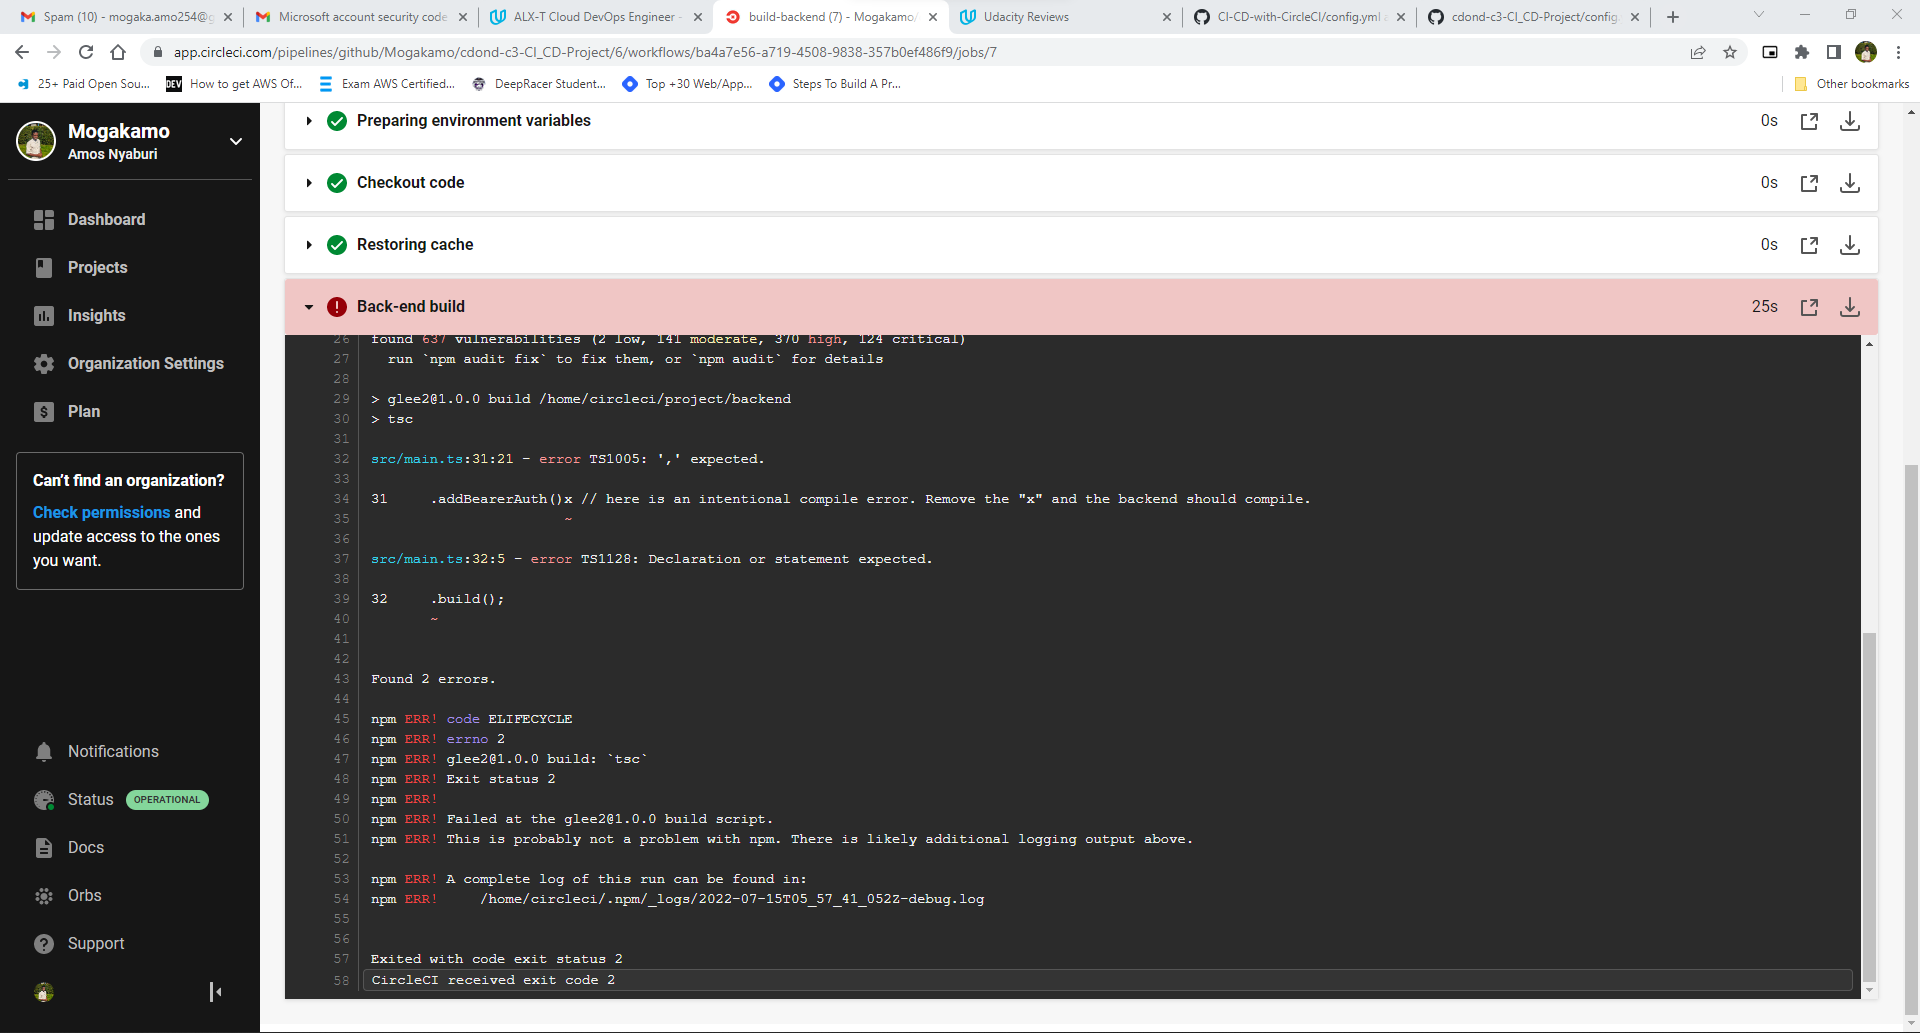 Spam (10) - mogaka.amo254@g
Microsoft account security code
ALX-T Cloud DevOps Engineer -
build-backend (7) - Mogakamo/
Udacity Reviews
CI-CD-with-CircleCI/config.yml a
cdond-c3-CI_CD-Project/config.
app.circleci.com/pipelines/github/Mogakamo/cdond-c3-CI_CD-Project/6/workflows/ba4a7e56-a719-4508-9838-357b0ef486f9/jobs/7
25+ Paid Open Sou...
DEV How to get AWS Of...
Exam AWS Certified...
DeepRacer Student...
Top +30 Web/App...
Steps To Build A Pr...
Other bookmarks
Mogakamo
Amos Nyaburi
Dashboard
Projects
Insights
Organization Settings
Plan
Can't find an organization?
Check permissions and
update access to the ones
you want.
Notifications
Status OPERATIONAL
Docs
Orbs
Support
Preparing environment variables 0s
Checkout code 0s
Restoring cache 0s
Back-end build 25s
26 found 637 vulnerabilities (2 low, 141 moderate, 370 high, 124 critical)
27 run `npm audit fix` to fix them, or `npm audit` for details
28
29 > glee2@1.0.0 build /home/circleci/project/backend
30 > tsc
31
32 src/main.ts:31:21 - error TS1005: ',' expected.
33
34 31 .addBearerAuth()x // here is an intentional compile error. Remove the "x" and the backend should compile.
35 ~
36
37 src/main.ts:32:5 - error TS1128: Declaration or statement expected.
38
39 32 .build();
40 ~
41
42
43 Found 2 errors.
44
45 npm ERR! code ELIFECYCLE
46 npm ERR! errno 2
47 npm ERR! glee2@1.0.0 build: `tsc`
48 npm ERR! Exit status 2
49 npm ERR!
50 npm ERR! Failed at the glee2@1.0.0 build script.
51 npm ERR! This is probably not a problem with npm. There is likely additional logging output above.
52
53 npm ERR! A complete log of this run can be found in:
54 npm ERR! /home/circleci/.npm/_logs/2022-07-15T05_57_41_052Z-debug.log
55
56
57 Exited with code exit status 2
58 CircleCI received exit code 2